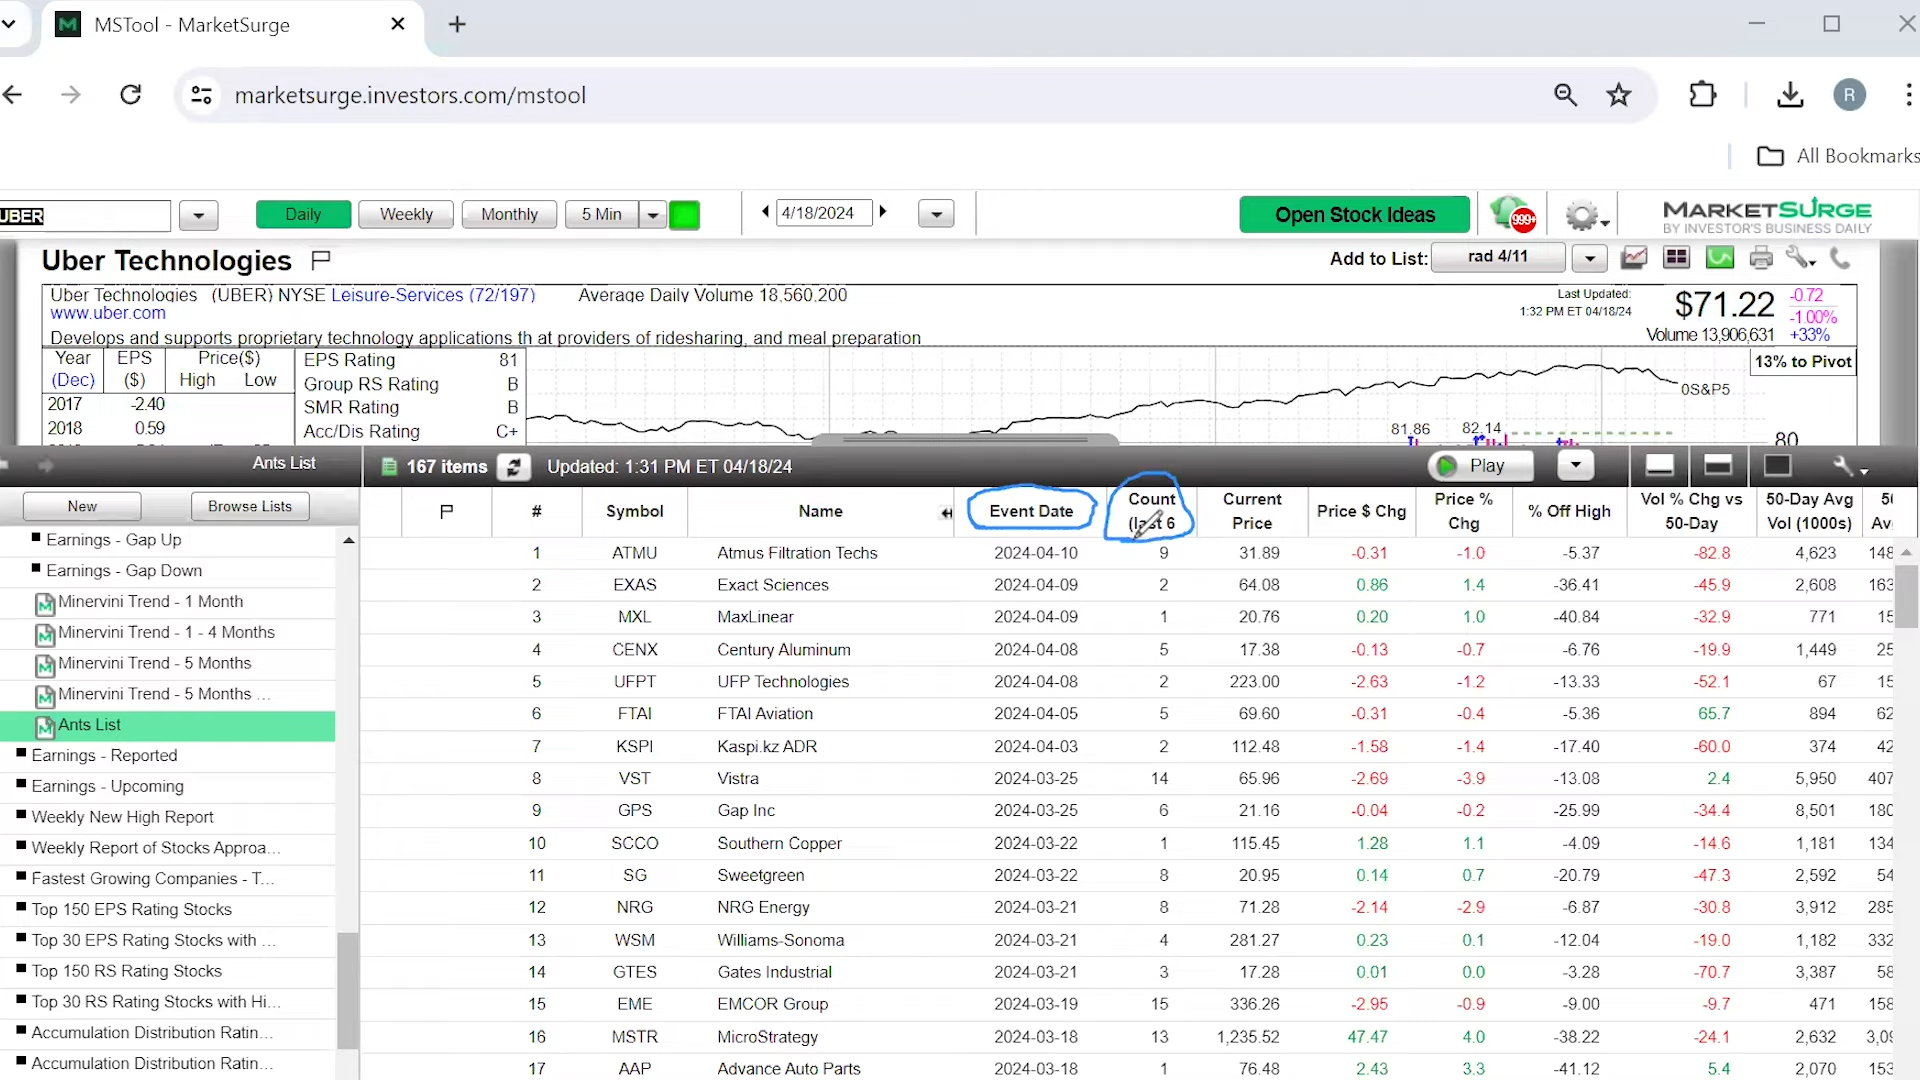 MSTool - MarketSurge
marketsurge.investors.com/mstool
R
All Bookmarks
UBER
Daily
Weekly
Monthly
5 Min
4/18/2024
Open Stock Ideas
999+
MARKETSURGE
BY INVESTOR'S BUSINESS DAILY
Uber Technologies
Add to List:
rad 4/11
Uber Technologies (UBER) NYSE Leisure-Services (72/197) Average Daily Volume 18,560,200
www.uber.com
Develops and supports proprietary technology applications th at providers of ridesharing, and meal preparation
Last Updated:
1:32 PM ET 04/18/24
$71.22
-0.72
-1.00%
Volume 13,906,631 +33%
Year (Dec) EPS ($) Price($) High Low
2017 -2.40
2018 0.59
EPS Rating 81
Group RS Rating B
SMR Rating B
Acc/Dis Rating C+
13% to Pivot
0S&P5
81.86
82.14
80
Ants List
167 items
Updated: 1:31 PM ET 04/18/24
Play
New
Browse Lists
Earnings - Gap Up
Earnings - Gap Down
Minervini Trend - 1 Month
Minervini Trend - 1 - 4 Months
Minervini Trend - 5 Months
Minervini Trend - 5 Months ...
Ants List
Earnings - Reported
Earnings - Upcoming
Weekly New High Report
Weekly Report of Stocks Approa...
Fastest Growing Companies - T...
Top 150 EPS Rating Stocks
Top 30 EPS Rating Stocks with ...
Top 150 RS Rating Stocks
Top 30 RS Rating Stocks with Hi...
Accumulation Distribution Ratin...
Accumulation Distribution Ratin...
# Symbol Name Event Date Count (last 6 Current Price Price $ Chg Price % Chg % Off High Vol % Chg vs 50-Day 50-Day Avg Vol (1000s)
1 ATMU Atmus Filtration Techs 2024-04-10 9 31.89 -0.31 -1.0 -5.37 -82.8 4,623 148
2 EXAS Exact Sciences 2024-04-09 2 64.08 0.86 1.4 -36.41 -45.9 2,608 163
3 MXL MaxLinear 2024-04-09 1 20.76 0.20 1.0 -40.84 -32.9 771 15
4 CENX Century Aluminum 2024-04-08 5 17.38 -0.13 -0.7 -6.76 -19.9 1,449 25
5 UFPT UFP Technologies 2024-04-08 2 223.00 -2.63 -1.2 -13.33 -52.1 67 15
6 FTAI FTAI Aviation 2024-04-05 5 69.60 -0.31 -0.4 -5.36 65.7 894 62
7 KSPI Kaspi.kz ADR 2024-04-03 2 112.48 -1.58 -1.4 -17.40 -60.0 374 42
8 VST Vistra 2024-03-25 14 65.96 -2.69 -3.9 -13.08 2.4 5,950 407
9 GPS Gap Inc 2024-03-25 6 21.16 -0.04 -0.2 -25.99 -34.4 8,501 180
10 SCCO Southern Copper 2024-03-22 1 115.45 1.28 1.1 -4.09 -14.6 1,181 134
11 SG Sweetgreen 2024-03-22 8 20.95 0.14 0.7 -20.79 -47.3 2,592 54
12 NRG NRG Energy 2024-03-21 8 71.28 -2.14 -2.9 -6.87 -30.8 3,912 285
13 WSM Williams-Sonoma 2024-03-21 4 281.27 0.23 0.1 -12.04 -19.0 1,182 332
14 GTES Gates Industrial 2024-03-21 3 17.28 0.01 0.0 -3.28 -70.7 3,387 58
15 EME EMCOR Group 2024-03-19 15 336.26 -2.95 -0.9 -9.00 -9.7 471 158
16 MSTR MicroStrategy 2024-03-18 13 1,235.52 47.47 4.0 -38.22 -24.1 2,632 3,0
17 AAP Advance Auto Parts 2024-03-18 1 76.48 2.43 3.3 -41.12 5.4 2,070 153